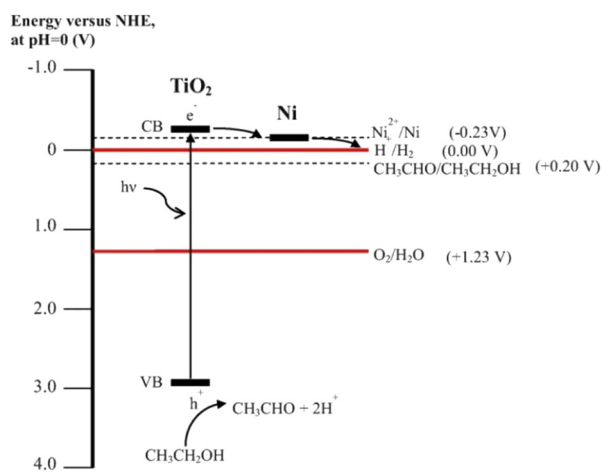 Energy versus NHE,
at pH=0 (V)
-1.0
TiO₂
e⁻
Ni
CB
Ni²⁺/Ni (-0.23V)
0
H⁺/H₂ (0.00 V)
CH₃CHO/CH₃CH₂OH (+0.20 V)
hν
1.0
O₂/H₂O (+1.23 V)
2.0
3.0
VB
h⁺
CH₃CHO + 2H⁺
CH₃CH₂OH
4.0